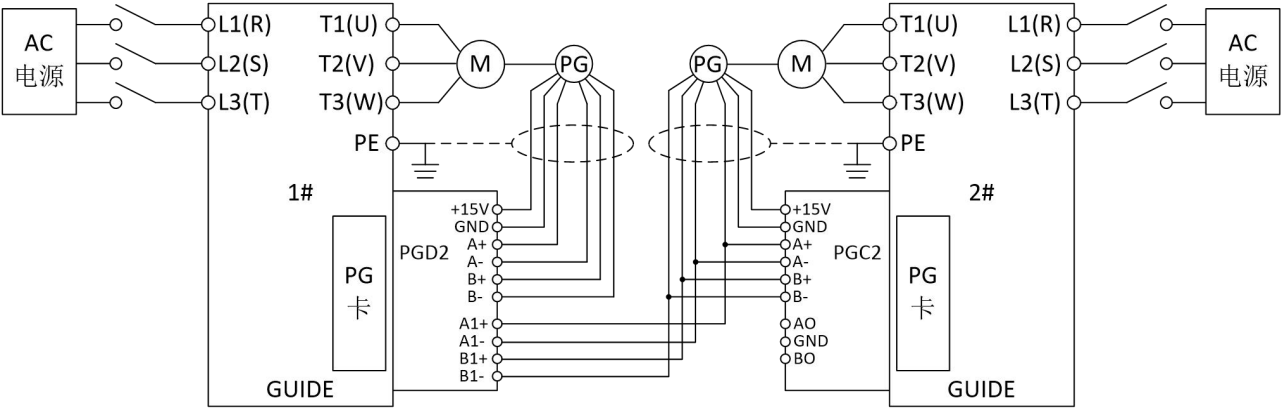 AC
电源
L1(R)
L2(S)
L3(T)
T1(U)
T2(V)
T3(W)
PE
M
PG
1#
PG
卡
GUIDE
PGD2
+15V
GND
A+
A-
B+
B-
A1+
A1-
B1+
B1-
PG
M
T1(U)
T2(V)
T3(W)
PE
L1(R)
L2(S)
L3(T)
AC
电源
2#
PGC2
+15V
GND
A+
A-
B+
B-
AO
GND
BO
PG
卡
GUIDE